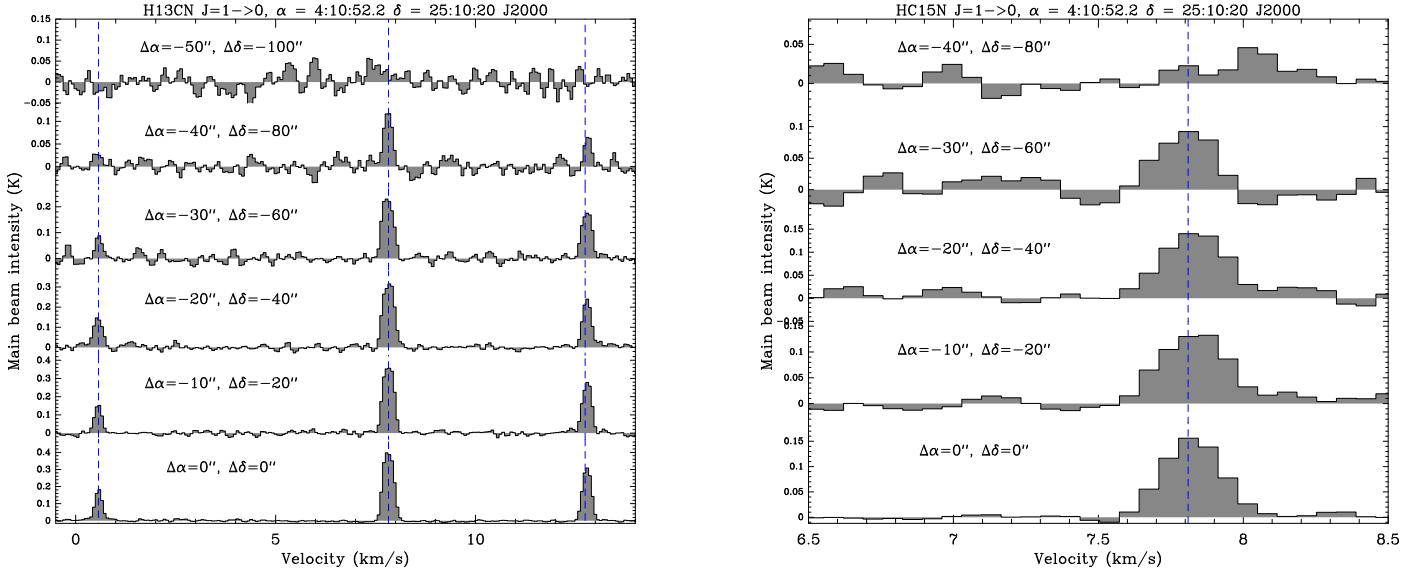 H13CN J=1->0, α = 4:10:52.2 δ = 25:10:20 J2000
Main beam intensity (K)
0.15
0.1
0.05
0
−0.05
Δα=−50″, Δδ=−100″
0.1
0
Δα=−40″, Δδ=−80″
0.2
0.1
0
Δα=−30″, Δδ=−60″
0.3
0.2
0.1
0
Δα=−20″, Δδ=−40″
0.4
0.3
0.2
0.1
0
Δα=−10″, Δδ=−20″
0.4
0.3
0.2
0.1
0
Δα=0″, Δδ=0″
0 5 10
Velocity (km/s)
HC15N J=1->0, α = 4:10:52.2 δ = 25:10:20 J2000
Main beam intensity (K)
0.05
0
Δα=−40″, Δδ=−80″
0.1
0.05
0
Δα=−30″, Δδ=−60″
0.15
0.1
0.05
0
−0.05
Δα=−20″, Δδ=−40″
0.15
0.1
0.05
0
Δα=−10″, Δδ=−20″
0.15
0.1
0.05
0
Δα=0″, Δδ=0″
6.5 7 7.5 8 8.5
Velocity (km/s)